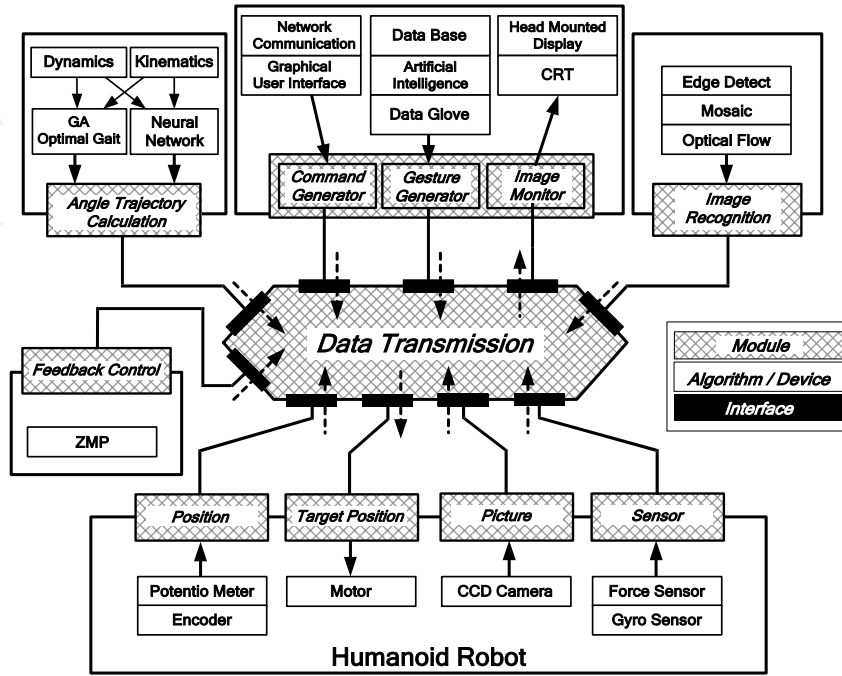 Dynamics
Kinematics
GA
Optimal Gait
Neural
Network
Angle Trajectory
Calculation
Network
Communication
Graphical
User Interface
Data Base
Artificial
Intelligence
Data Glove
Head Mounted
Display
CRT
Command
Generator
Gesture
Generator
Image
Monitor
Edge Detect
Mosaic
Optical Flow
Image
Recognition
Data Transmission
Feedback Control
ZMP
Module
Algorithm / Device
Interface
Position
Target Position
Picture
Sensor
Potentio Meter
Encoder
Motor
CCD Camera
Force Sensor
Gyro Sensor
Humanoid Robot